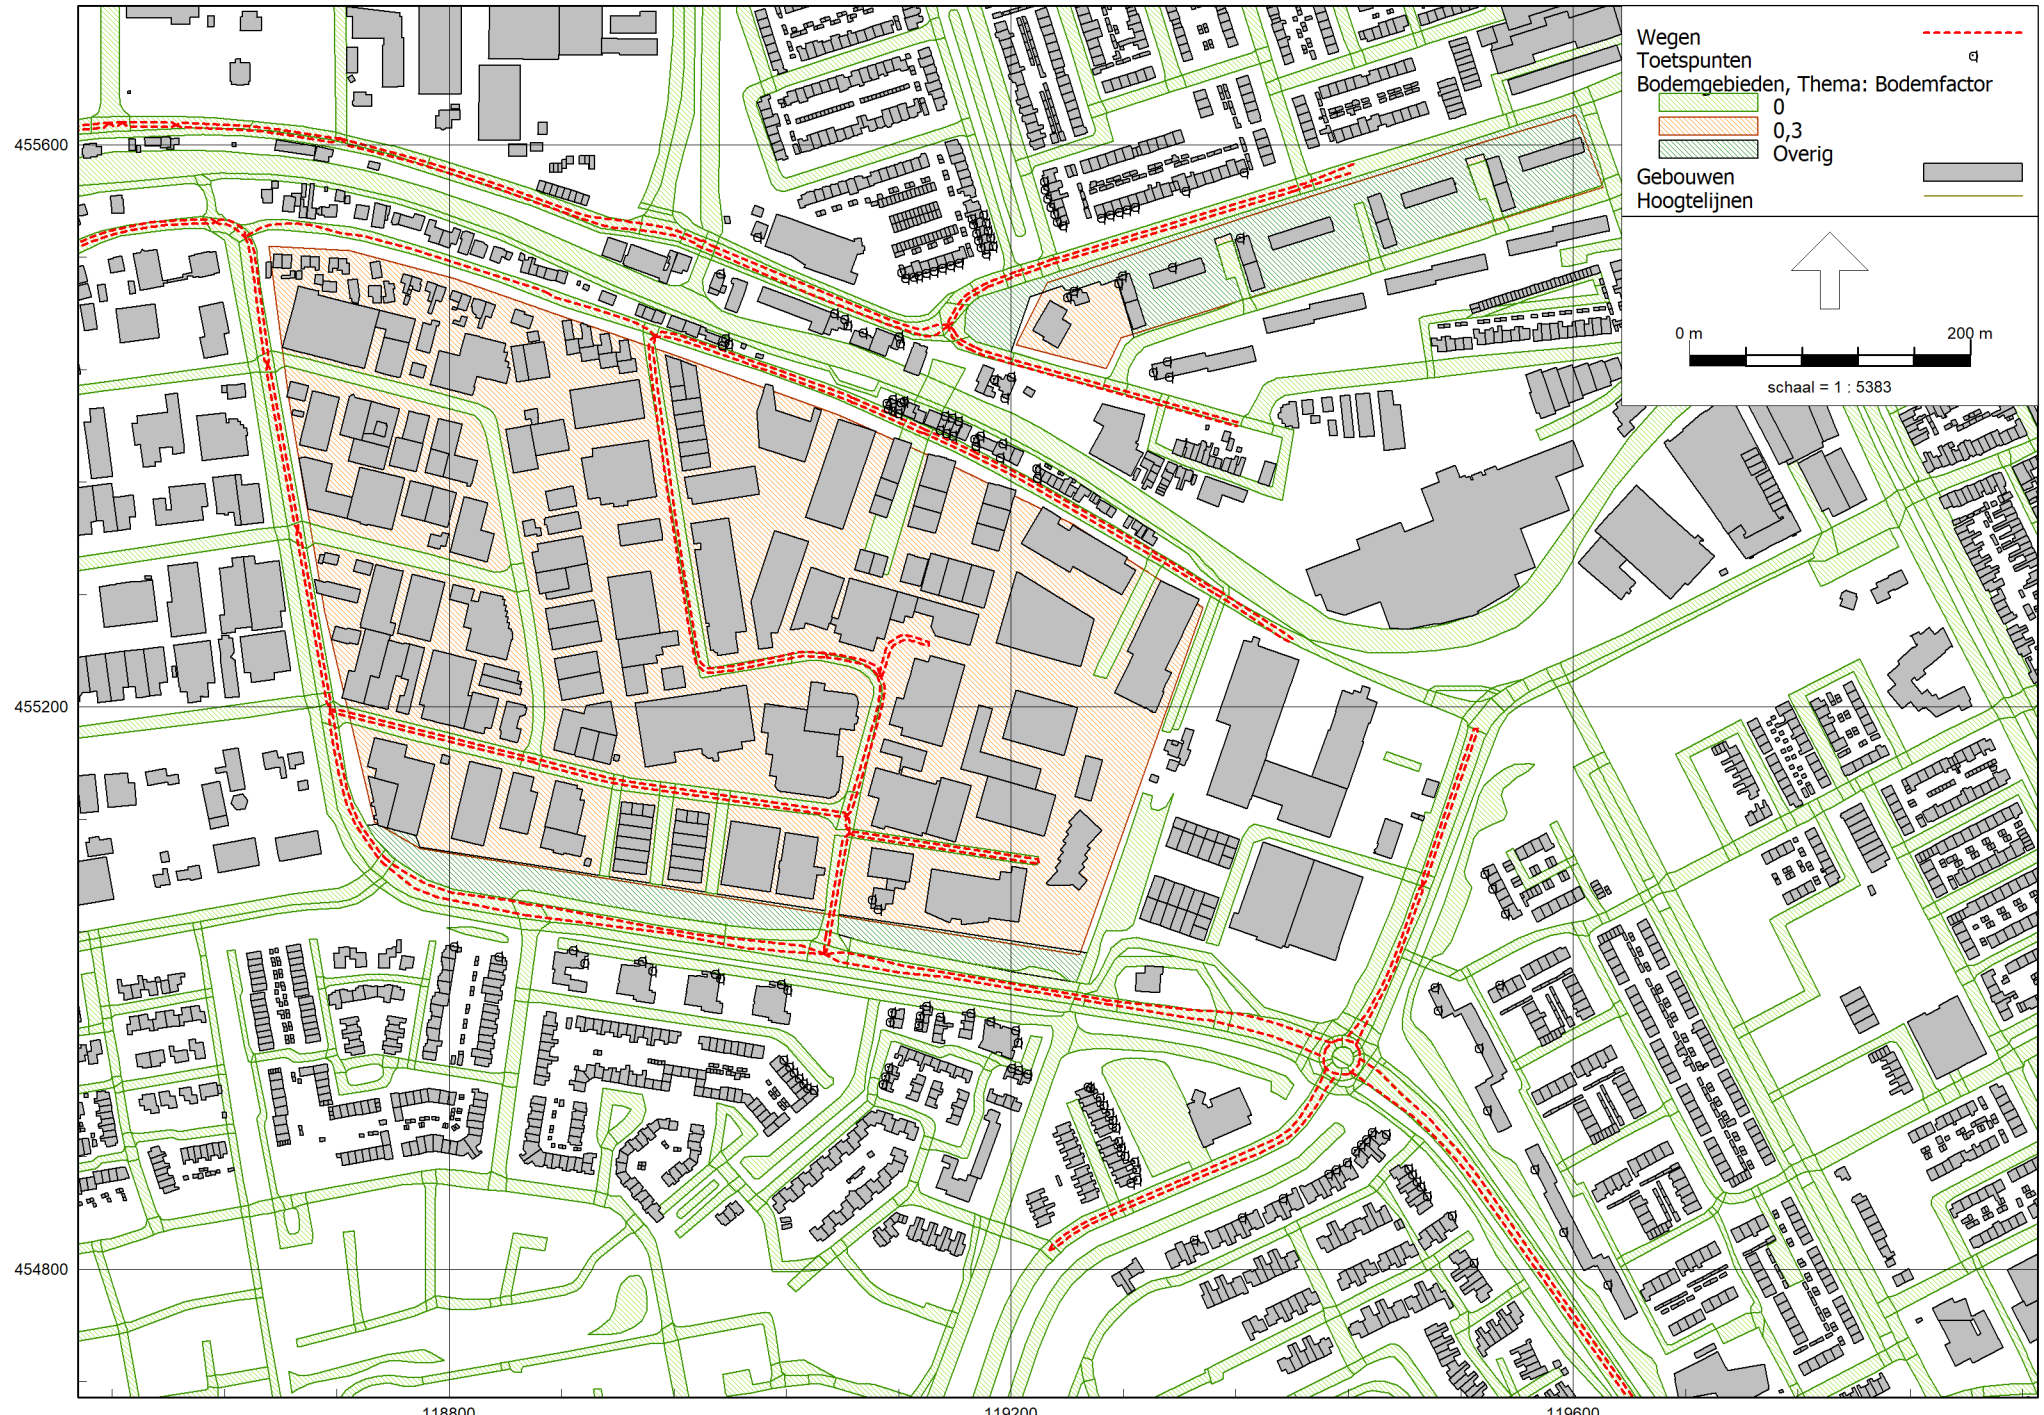 Wegen
Toetspunten
Bodemgebieden, Thema: Bodemfactor
0
0,3
Overig
Gebouwen
Hoogtelijnen
0 m 200 m
schaal = 1 : 5383
455600
455200
454800
118800 119200 119600